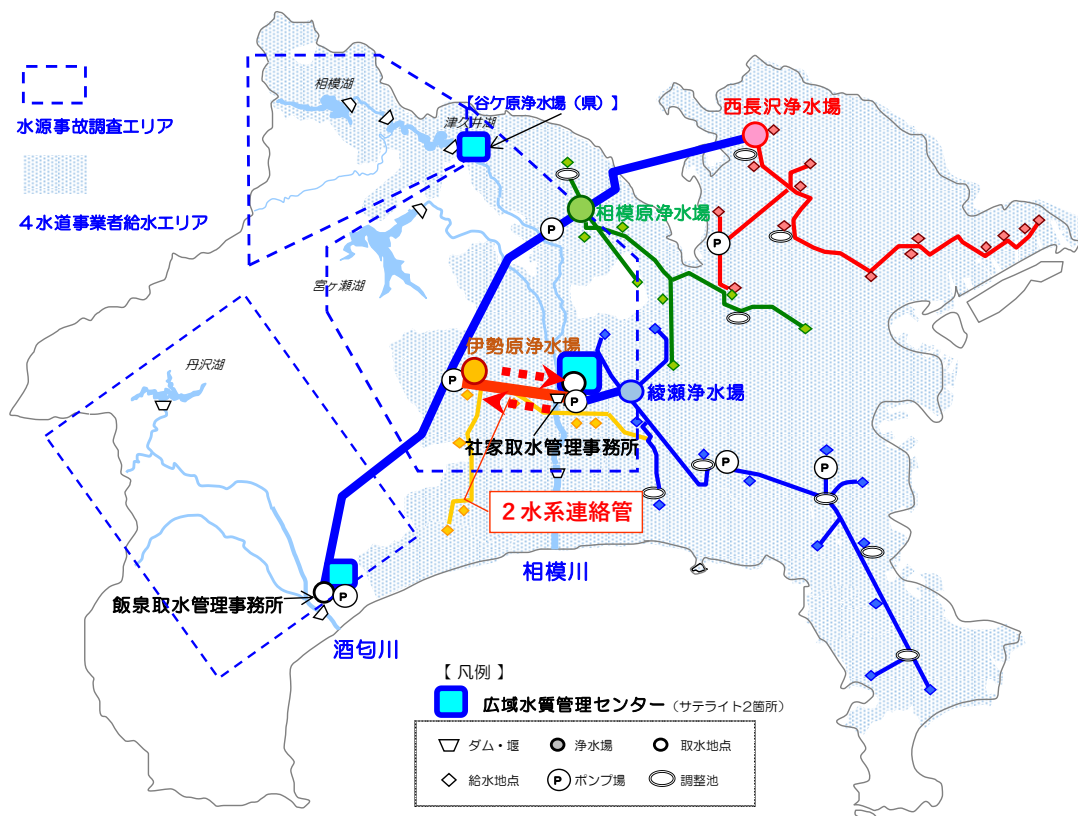 水源事故調査エリア
4水道事業者給水エリア
相模湖
【谷ケ原浄水場（県）】
津久井湖
西長沢浄水場
相模原浄水場
P
P
宮ヶ瀬湖
丹沢湖
伊勢原浄水場
P
P
綾瀬浄水場
社家取水管理事務所
P
P
2水系連絡管
相模川
飯泉取水管理事務所
P
酒匂川
【 凡例 】
広域水質管理センター（サテライト2箇所）
ダム・堰
浄水場
取水地点
給水地点
P
ポンプ場
調整池